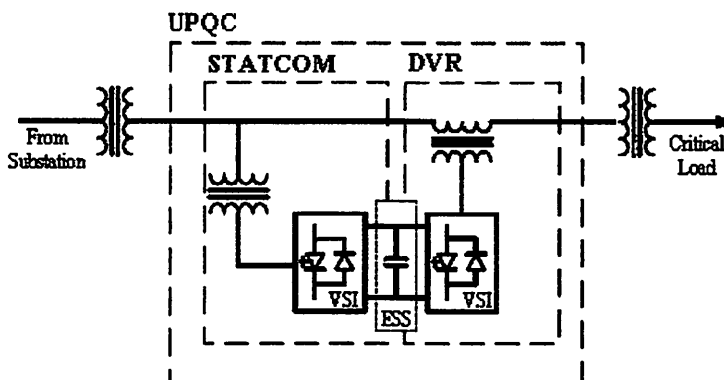 UPQC
STATCOM
DVR
From
Substation
Critical
Load
VSI
ESS
VSI